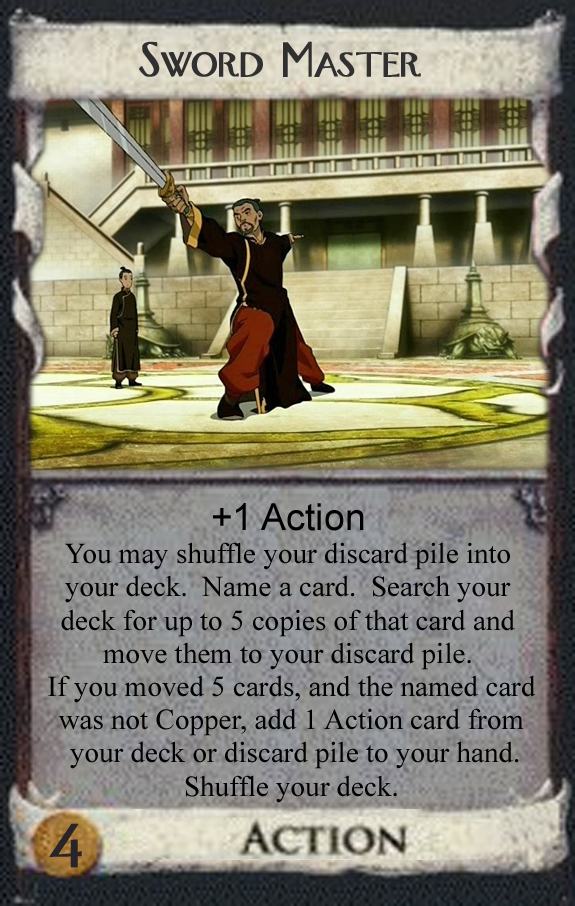 Sword Master
+1 Action
You may shuffle your discard pile into
your deck.  Name a card.  Search your
deck for up to 5 copies of that card and
move them to your discard pile.
If you moved 5 cards, and the named card
was not Copper, add 1 Action card from
your deck or discard pile to your hand.
Shuffle your deck.
4
Action